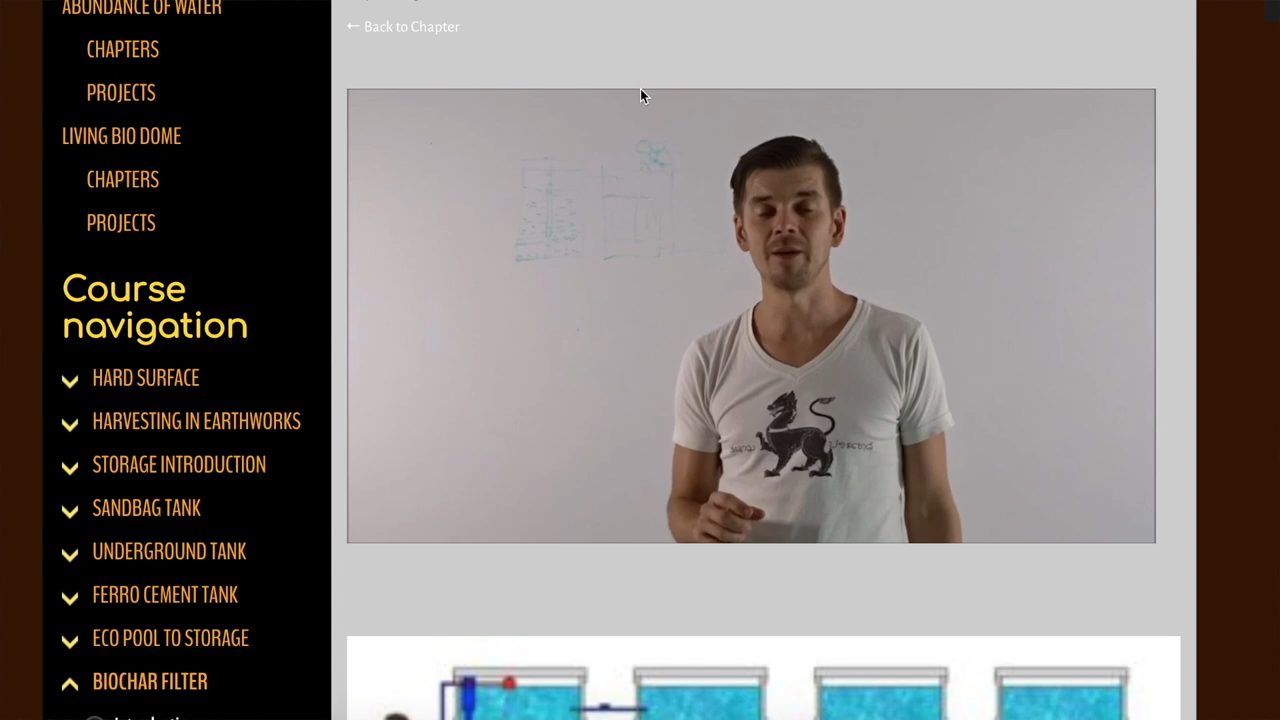 ABUNDANCE OF WATER
CHAPTERS
PROJECTS
LIVING BIO DOME
CHAPTERS
PROJECTS
Course
navigation
HARD SURFACE
HARVESTING IN EARTHWORKS
STORAGE INTRODUCTION
SANDBAG TANK
UNDERGROUND TANK
FERRO CEMENT TANK
ECO POOL TO STORAGE
BIOCHAR FILTER
← Back to Chapter